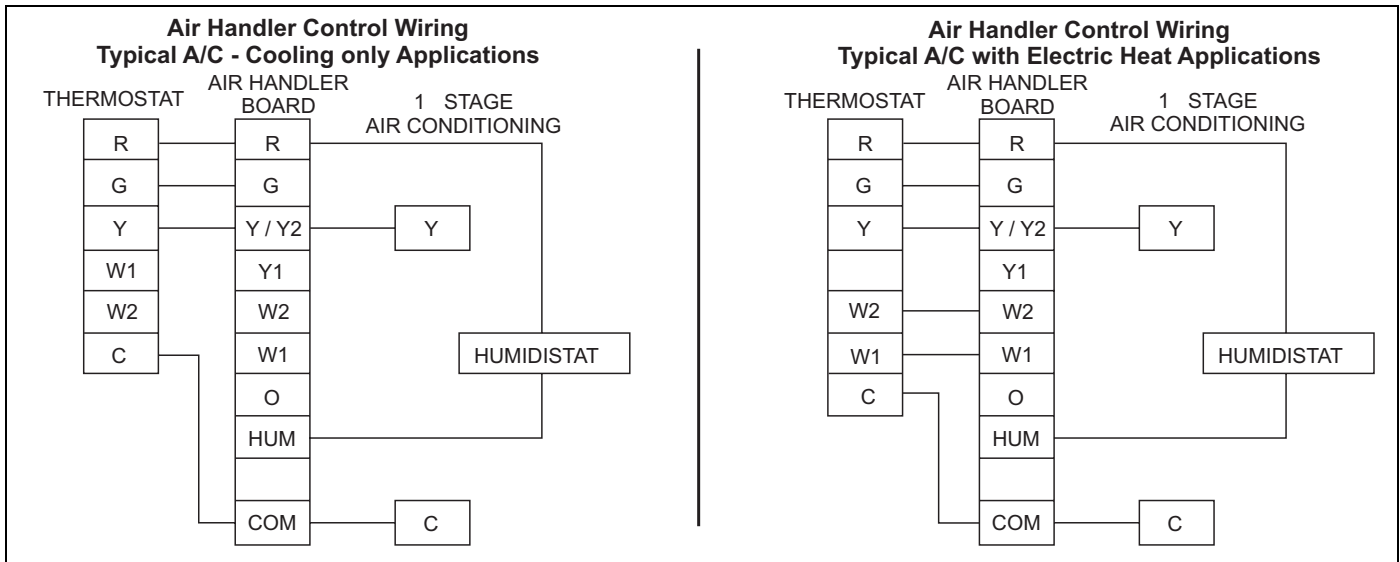 Air Handler Control Wiring
Typical A/C - Cooling only Applications
THERMOSTAT
AIR HANDLER
BOARD
1 STAGE
AIR CONDITIONING
R
G
Y
W1
W2
C
R
G
Y / Y2
Y1
W2
W1
O
HUM
COM
Y
HUMIDISTAT
C
Air Handler Control Wiring
Typical A/C with Electric Heat Applications
THERMOSTAT
AIR HANDLER
BOARD
1 STAGE
AIR CONDITIONING
R
G
Y
W2
W1
C
R
G
Y / Y2
Y1
W2
W1
O
HUM
COM
Y
HUMIDISTAT
C